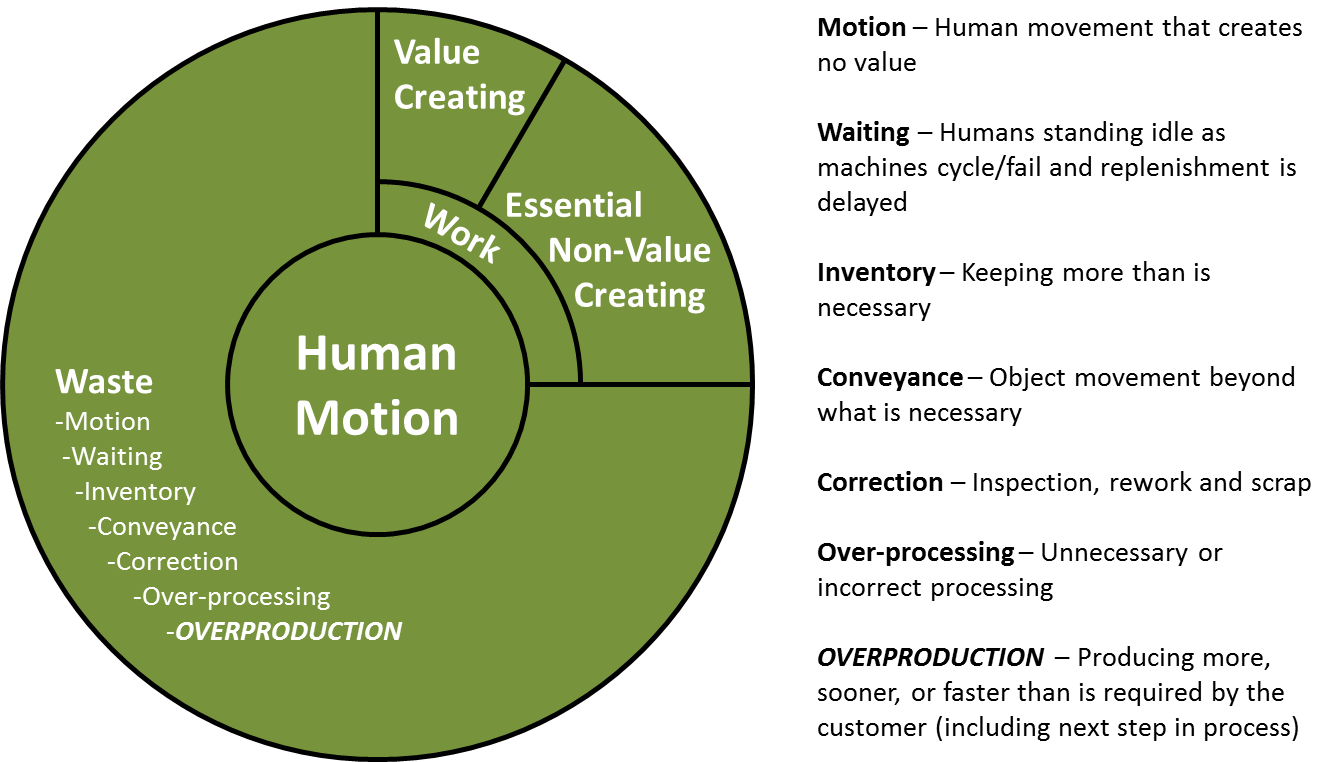 Value
Creating
Essential
Non-Value
Creating
Work
Human
Motion
Waste
-Motion
-Waiting
-Inventory
-Conveyance
-Correction
-Over-processing
-OVERPRODUCTION
Motion – Human movement that creates
no value
Waiting – Humans standing idle as
machines cycle/fail and replenishment is
delayed
Inventory – Keeping more than is
necessary
Conveyance – Object movement beyond
what is necessary
Correction – Inspection, rework and scrap
Over-processing – Unnecessary or
incorrect processing
OVERPRODUCTION – Producing more,
sooner, or faster than is required by the
customer (including next step in process)